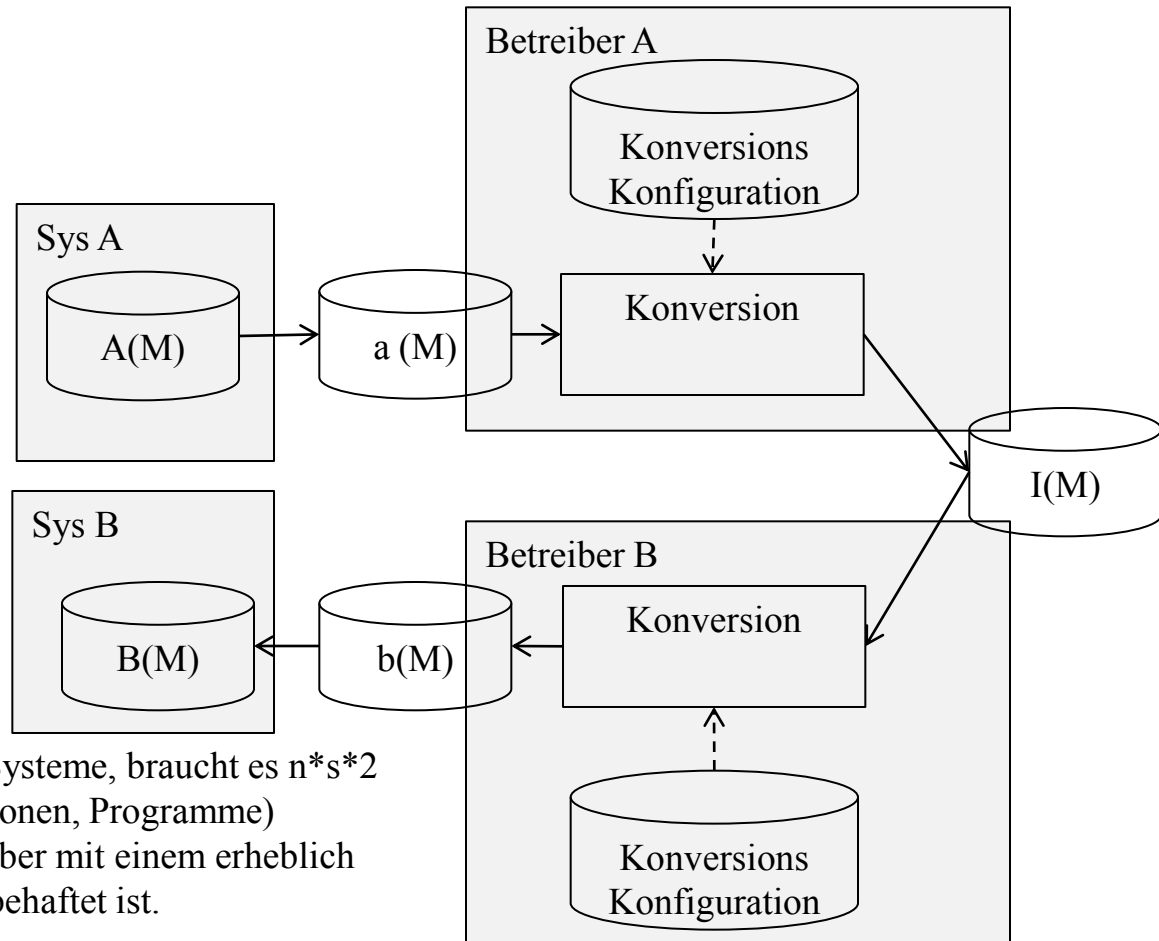 Betreiber A
Konversions
Konfiguration
Sys A
A(M)
a (M)
Konversion
I(M)
Sys B
B(M)
b(M)
Betreiber B
Konversion
Konversions
Konfiguration
ysteme, braucht es n*s*2
onen, Programme)
ber mit einem erheblich
behaftet ist.